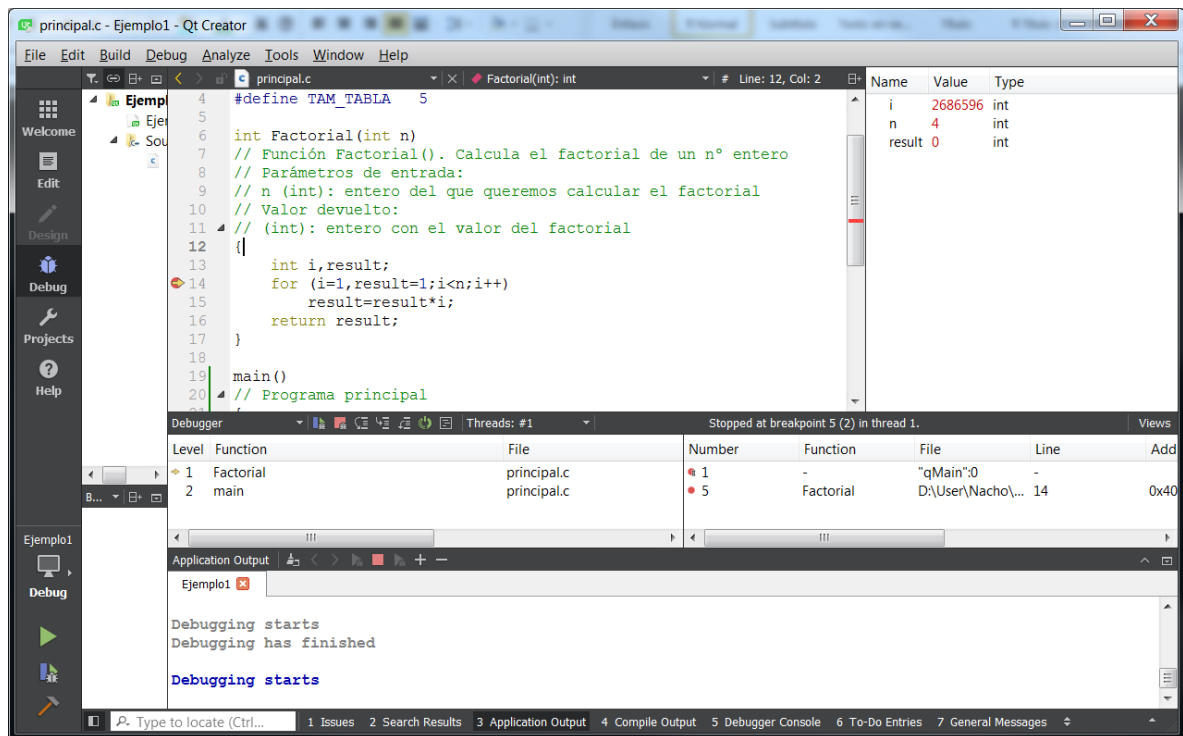 principal.c - Ejemplo1 - Qt Creator
File Edit Build Debug Analyze Tools Window Help
principal.c
Factorial(int): int
# Line: 12, Col: 2
Name Value Type
i 2686596 int
n 4 int
result 0 int
Welcome
Edit
Design
Debug
Projects
Help
Ejemplo1
Debug
Ejempl
Ejer
Sou
B...
4 #define TAM_TABLA 5
5
6 int Factorial(int n)
7 // Función Factorial(). Calcula el factorial de un nº entero
8 // Parámetros de entrada:
9 // n (int): entero del que queremos calcular el factorial
10 // Valor devuelto:
11 // (int): entero con el valor del factorial
12 {
13 int i,result;
14 for (i=1,result=1;i<n;i++)
15 result=result*i;
16 return result;
17 }
18
19 main()
20 // Programa principal
Debugger
Threads: #1
Stopped at breakpoint 5 (2) in thread 1.
Views
Level Function File
1 Factorial principal.c
2 main principal.c
Number Function File Line Add
1 - "qMain":0 -
5 Factorial D:\User\Nacho\... 14 0x40
Application Output
Ejemplo1
Debugging starts
Debugging has finished
Debugging starts
Type to locate (Ctrl...
1 Issues 2 Search Results 3 Application Output 4 Compile Output 5 Debugger Console 6 To-Do Entries 7 General Messages